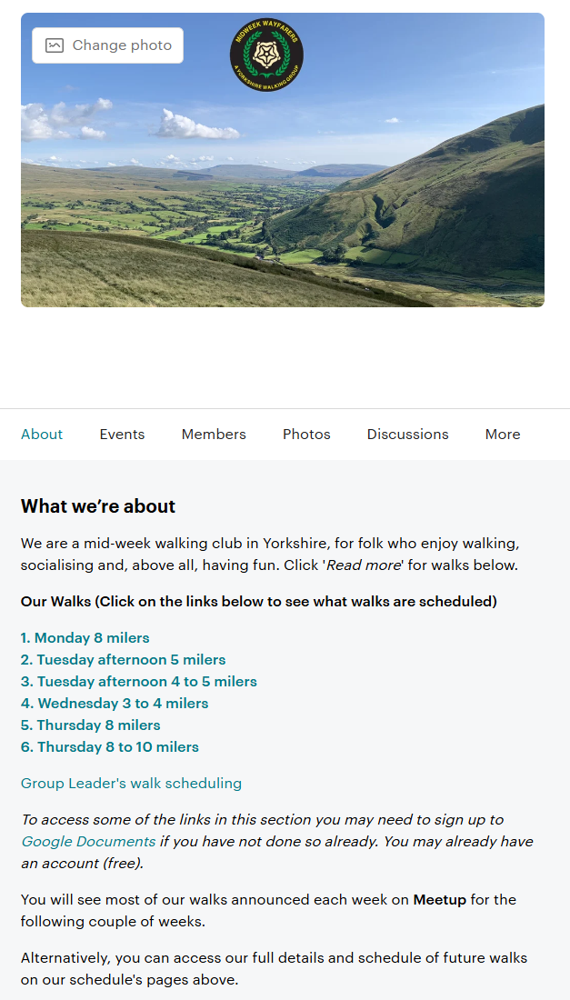 Change photo
MIDWEEK WAYFARERS
A YORKSHIRE WALKING GROUP
About Events Members Photos Discussions More
What we’re about
We are a mid-week walking club in Yorkshire, for folk who enjoy walking,
socialising and, above all, having fun. Click 'Read more' for walks below.
Our Walks (Click on the links below to see what walks are scheduled)
1. Monday 8 milers
2. Tuesday afternoon 5 milers
3. Tuesday afternoon 4 to 5 milers
4. Wednesday 3 to 4 milers
5. Thursday 8 milers
6. Thursday 8 to 10 milers
Group Leader's walk scheduling
To access some of the links in this section you may need to sign up to
Google Documents if you have not done so already. You may already have
an account (free).
You will see most of our walks announced each week on Meetup for the
following couple of weeks.
Alternatively, you can access our full details and schedule of future walks
on our schedule's pages above.